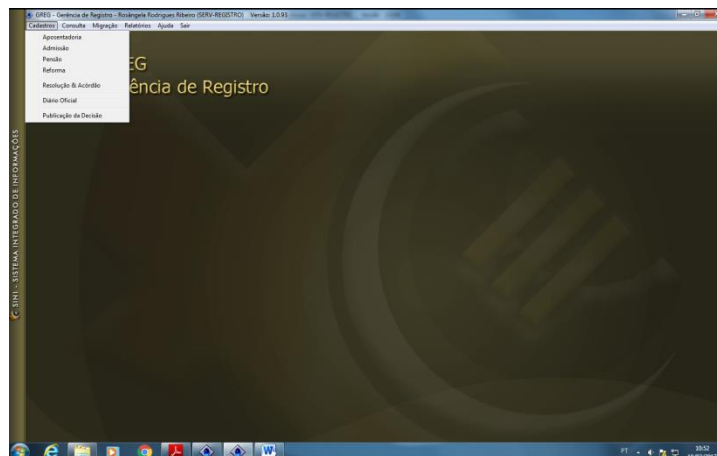 GREG - Gerência de Registro - Rosângela Rodrigues Ribeiro (SERV-REGISTRO) Versão: 1.0.93
Cadastros Consulta Migração Relatórios Ajuda Sair
Aposentadoria
Admissão
Pensão
Reforma
Resolução & Acórdão
Diário Oficial
Publicação da Decisão
EG
ência de Registro
SINI - SISTEMA INTEGRADO DE INFORMAÇÕES
PT
10:52